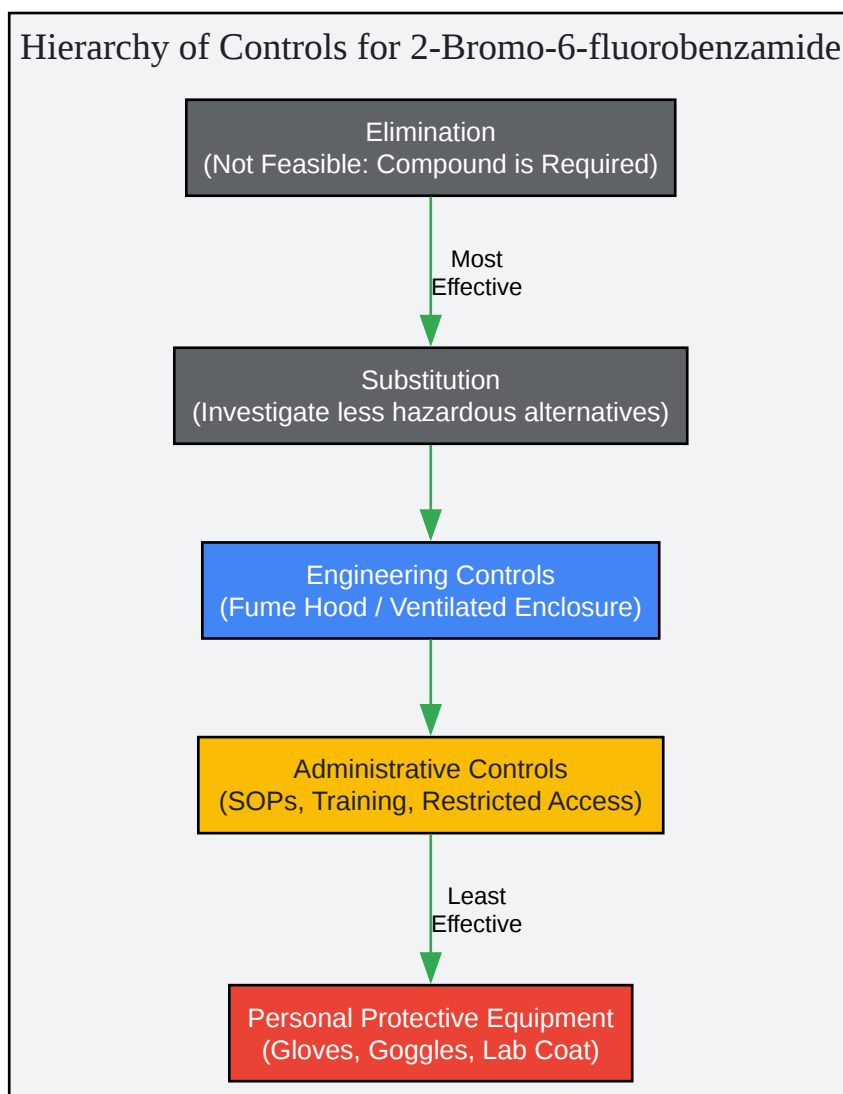 Hierarchy of Controls for 2-Bromo-6-fluorobenzamide
Elimination
(Not Feasible: Compound is Required)
Most
Effective
Substitution
(Investigate less hazardous alternatives)
Engineering Controls
(Fume Hood / Ventilated Enclosure)
Administrative Controls
(SOPs, Training, Restricted Access)
Least
Effective
Personal Protective Equipment
(Gloves, Goggles, Lab Coat)